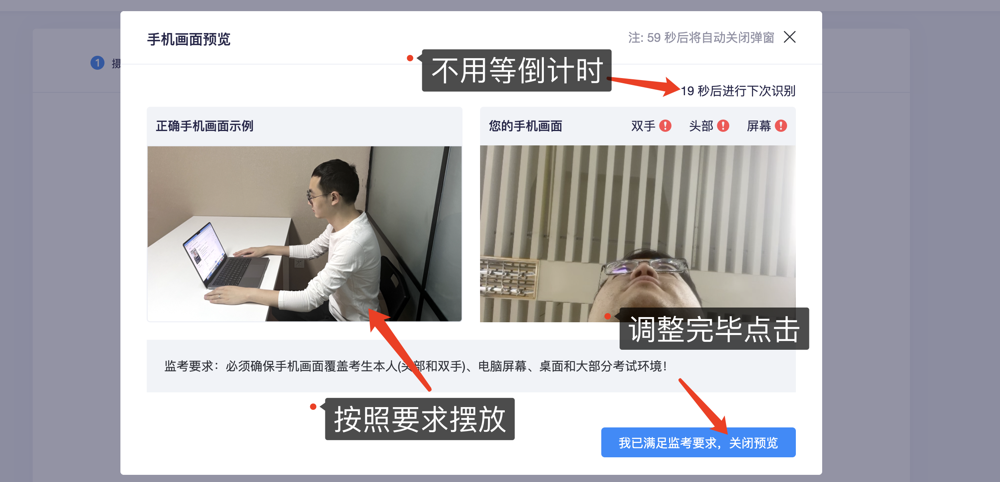 手机画面预览
注: 59 秒后将自动关闭弹窗
1 摄
不用等倒计时
19 秒后进行下次识别
正确手机画面示例
您的手机画面 双手 头部 屏幕
调整完毕点击
监考要求：必须确保手机画面覆盖考生本人(头部和双手)、电脑屏幕、桌面和大部分考试环境！
按照要求摆放
我已满足监考要求，关闭预览